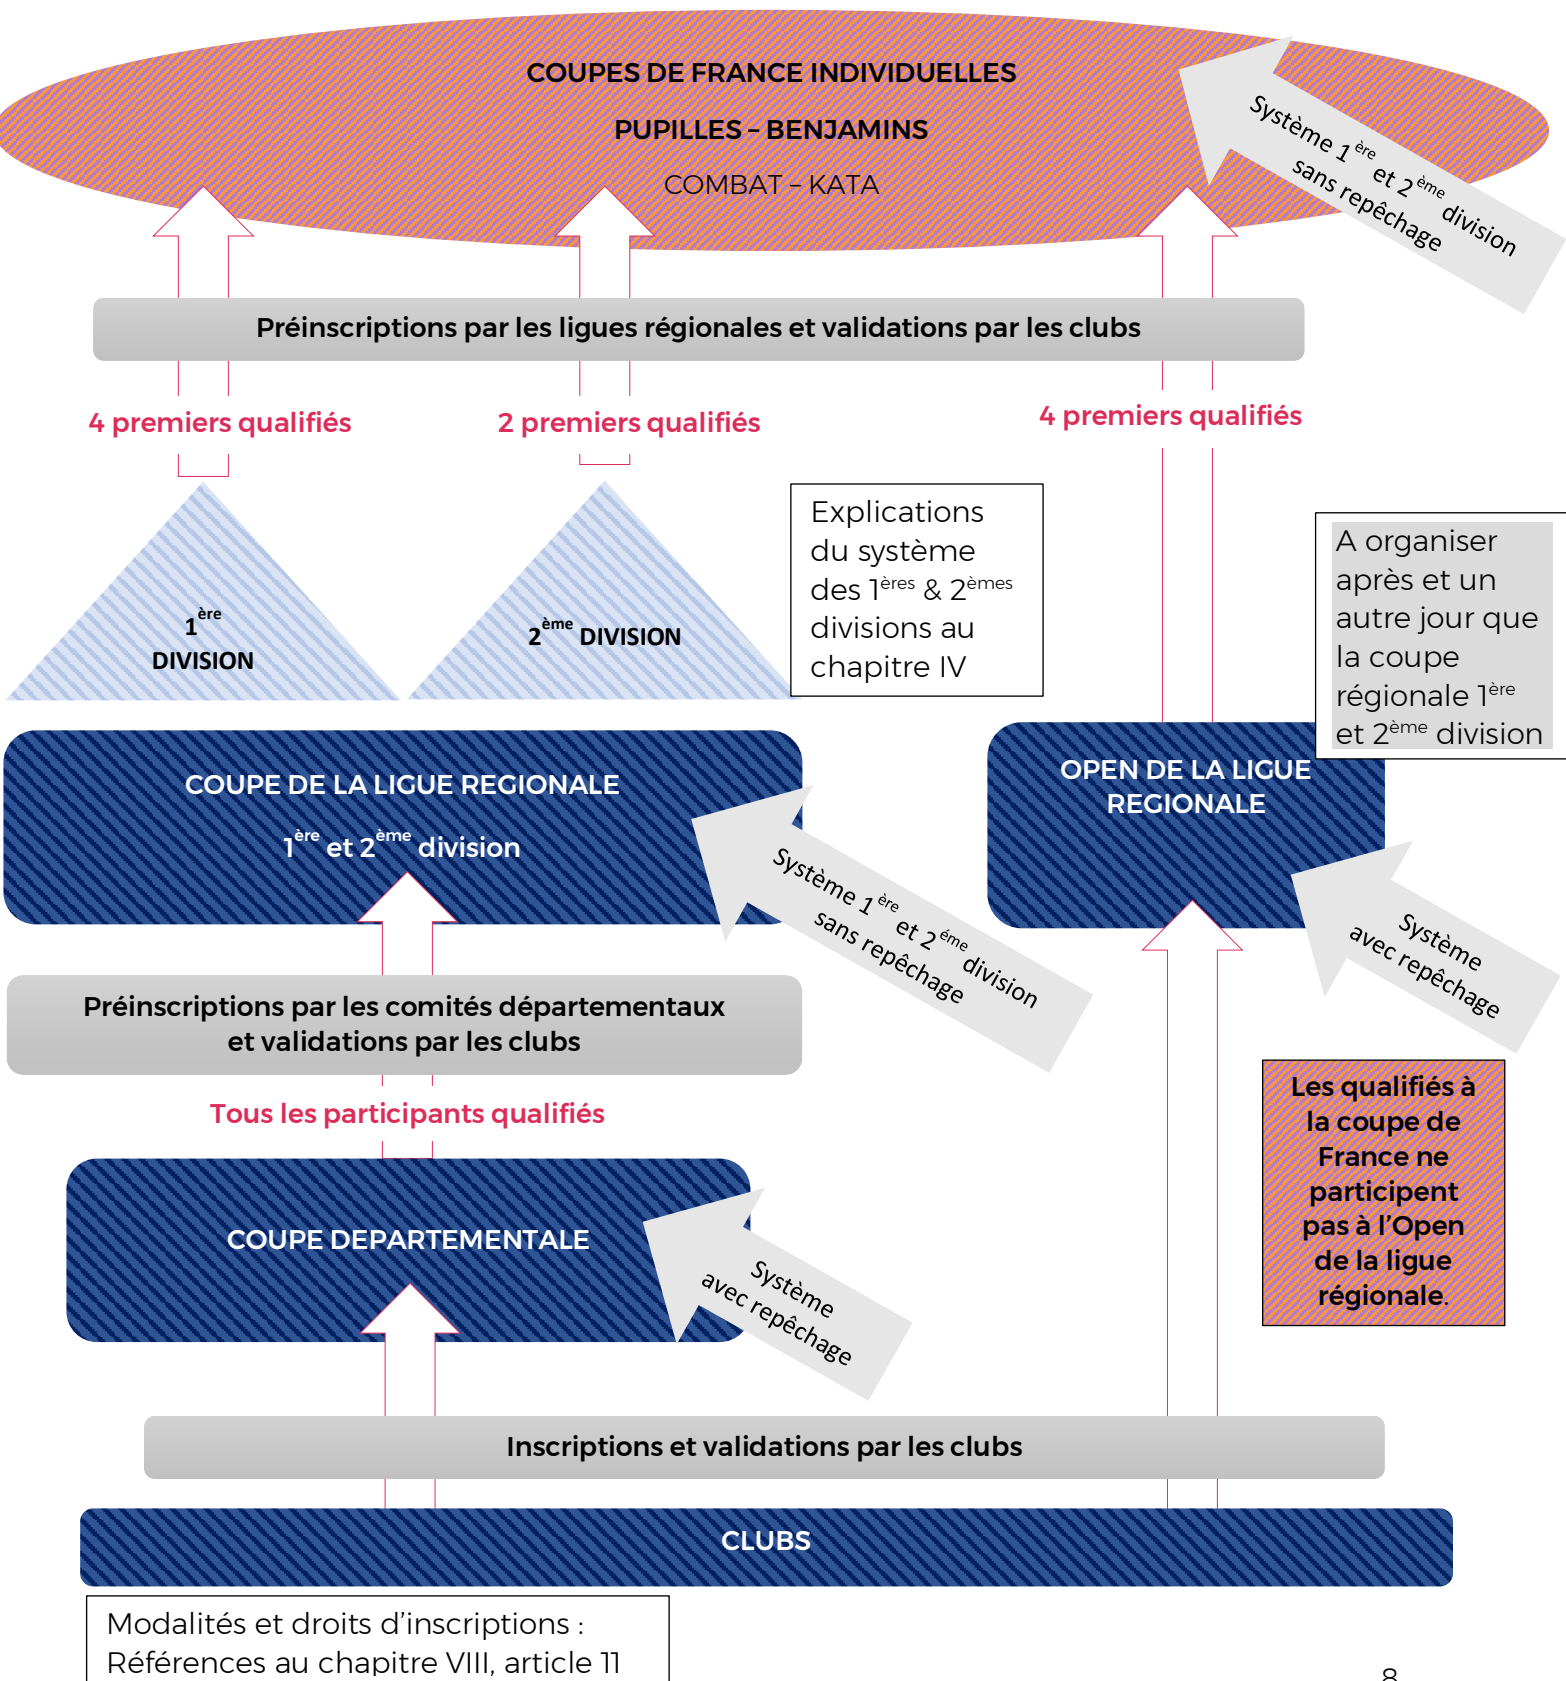 COUPES DE FRANCE INDIVIDUELLES
PUPILLES – BENJAMINS
COMBAT – KATA
Système 1ère et 2ème division
sans repêchage
Préinscriptions par les ligues régionales et validations par les clubs
4 premiers qualifiés
2 premiers qualifiés
4 premiers qualifiés
1ère
DIVISION
2ème DIVISION
Explications
du système
des 1ères & 2èmes
divisions au
chapitre IV
A organiser
après et un
autre jour que
la coupe
régionale 1ère
et 2ème division
COUPE DE LA LIGUE REGIONALE
1ère et 2ème division
Système 1ère et 2éme division
sans repêchage
OPEN DE LA LIGUE
REGIONALE
Système
avec repêchage
Préinscriptions par les comités départementaux
et validations par les clubs
Tous les participants qualifiés
Les qualifiés à
la coupe de
France ne
participent
pas à l’Open
de la ligue
régionale.
COUPE DEPARTEMENTALE
Système
avec repêchage
Inscriptions et validations par les clubs
CLUBS
Modalités et droits d’inscriptions :
Références au chapitre VIII, article 11
8